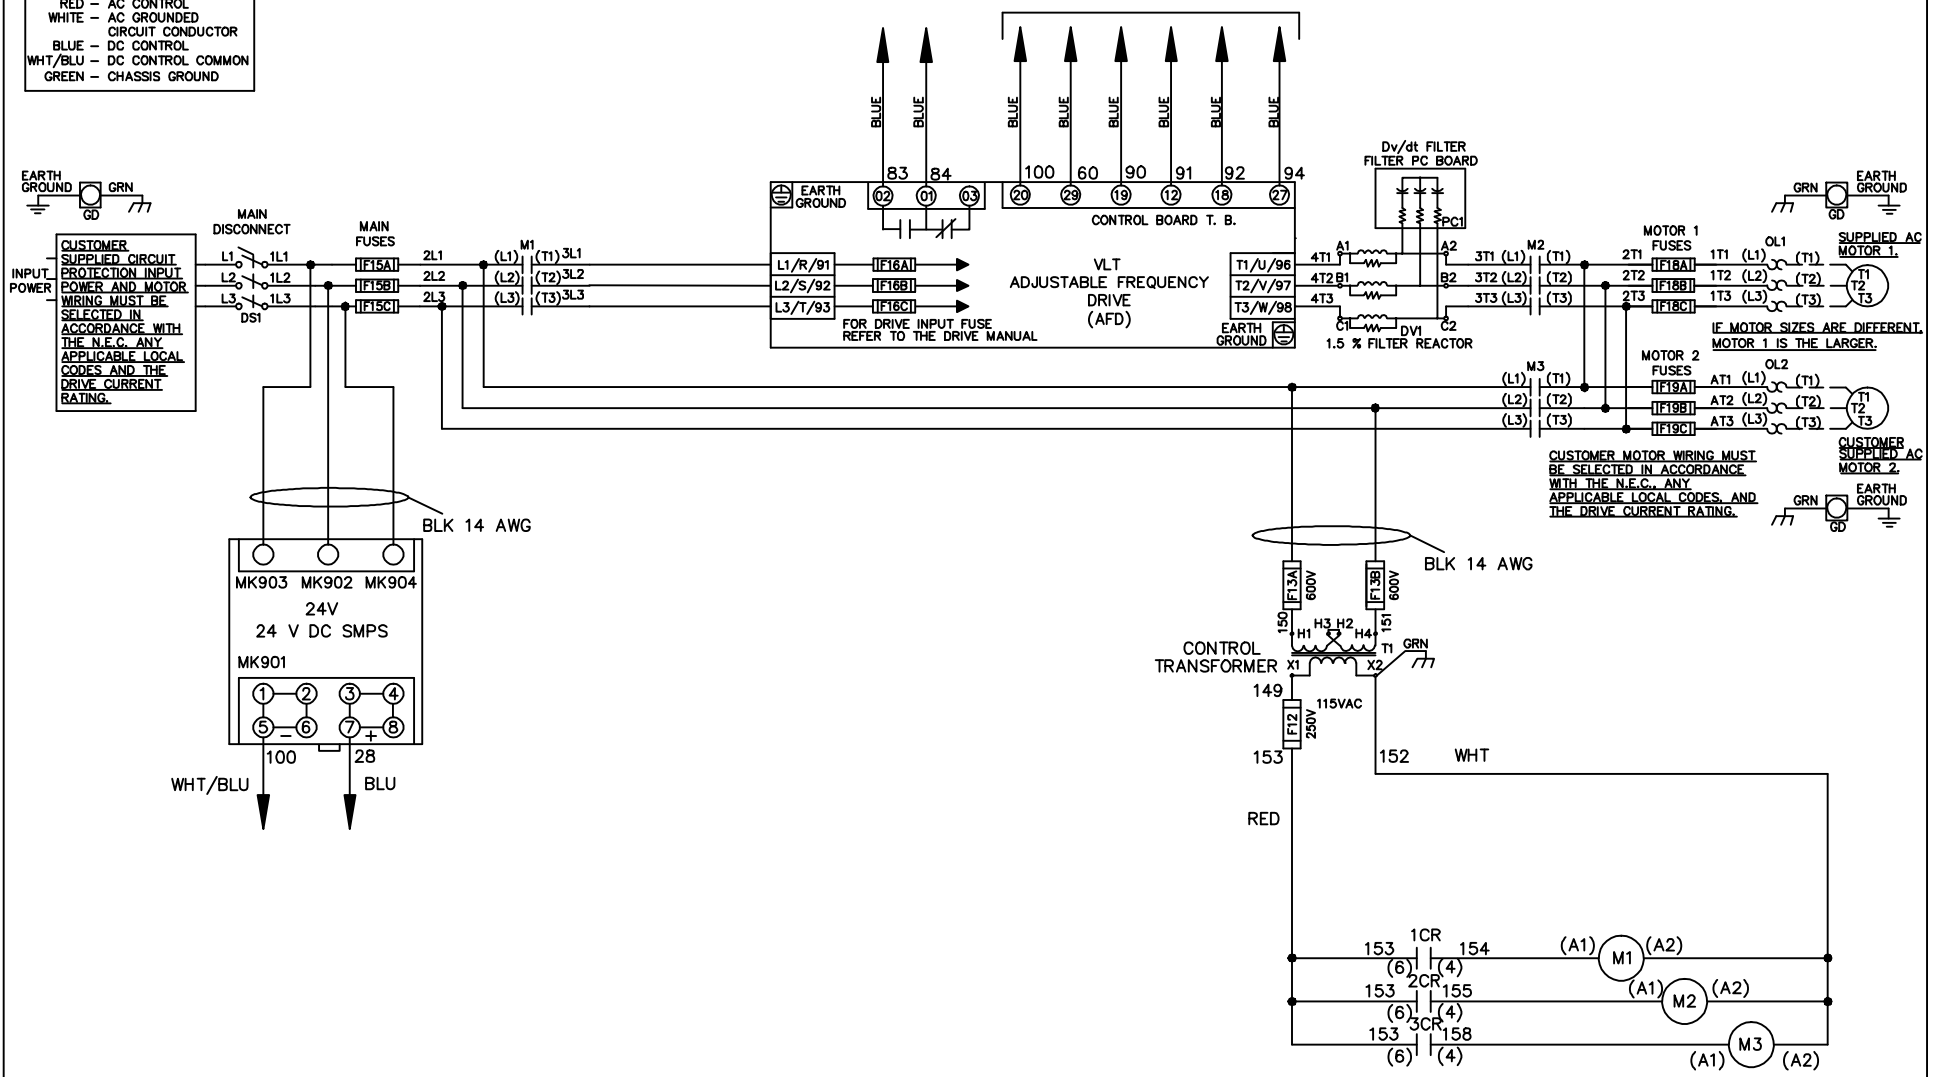 RED – AC CONTROL
WHITE – AC GROUNDED
CIRCUIT CONDUCTOR
BLUE – DC CONTROL
WHT/BLU – DC CONTROL COMMON
GREEN – CHASSIS GROUND
BLUE
BLUE
BLUE
BLUE
BLUE
BLUE
BLUE
BLUE
83
84
100
60
90
91
92
94
EARTH
GROUND
02
01
03
20
29
19
12
18
27
CONTROL BOARD T. B.
EARTH
GROUND
GRN
GD
MAIN
DISCONNECT
MAIN
FUSES
CUSTOMER
SUPPLIED CIRCUIT
PROTECTION INPUT
POWER AND MOTOR
WIRING MUST BE
SELECTED IN
ACCORDANCE WITH
THE N.E.C. ANY
APPLICABLE LOCAL
CODES AND THE
DRIVE CURRENT
RATING.
INPUT
POWER
L1
1L1
F15A
2L1
M1
(L1)
(T1)
3L1
L2
1L2
F15B
2L2
(L2)
(T2)
3L2
L3
1L3
F15C
2L3
(L3)
(T3)
3L3
DS1
L1/R/91
F16A
L2/S/92
F16B
L3/T/93
F16C
FOR DRIVE INPUT FUSE
REFER TO THE DRIVE MANUAL
VLT
ADJUSTABLE FREQUENCY
DRIVE
(AFD)
T1/U/96
T2/V/97
T3/W/98
EARTH
GROUND
Dv/dt FILTER
FILTER PC BOARD
PC1
4T1
A1
A2
3T1
(L1)
M2
(T1)
4T2
B1
B2
3T2
(L2)
(T2)
4T3
C1
C2
3T3
(L3)
(T3)
DV1
1.5 % FILTER REACTOR
MOTOR 1
FUSES
2T1
F18A
1T1
(L1)
OL1
(T1)
2T2
F18B
1T2
(L2)
(T2)
2T3
F18C
1T3
(L3)
(T3)
GRN
GD
EARTH
GROUND
SUPPLIED AC
MOTOR 1.
T1
T2
T3
IF MOTOR SIZES ARE DIFFERENT,
MOTOR 1 IS THE LARGER.
M3
(L1)
(T1)
(L2)
(T2)
(L3)
(T3)
MOTOR 2
FUSES
F19A
AT1
(L1)
OL2
(T1)
F19B
AT2
(L2)
(T2)
F19C
AT3
(L3)
(T3)
T1
T2
T3
CUSTOMER
SUPPLIED AC
MOTOR 2.
CUSTOMER MOTOR WIRING MUST
BE SELECTED IN ACCORDANCE
WITH THE N.E.C., ANY
APPLICABLE LOCAL CODES, AND
THE DRIVE CURRENT RATING.
GRN
GD
EARTH
GROUND
BLK 14 AWG
MK903
MK902
MK904
24V
24 V DC SMPS
MK901
1
2
3
4
5
6
7
8
–
+
100
28
WHT/BLU
BLU
BLK 14 AWG
F13A
600V
F13B
600V
150
151
H1
H3
H2
H4
T1
GRN
CONTROL
TRANSFORMER
X1
X2
149
115VAC
F12
250V
153
152
WHT
RED
153
1CR
154
(6)
(4)
(A1)
M1
(A2)
153
2CR
155
(6)
(4)
(A1)
M2
(A2)
153
3CR
158
(6)
(4)
(A1)
M3
(A2)